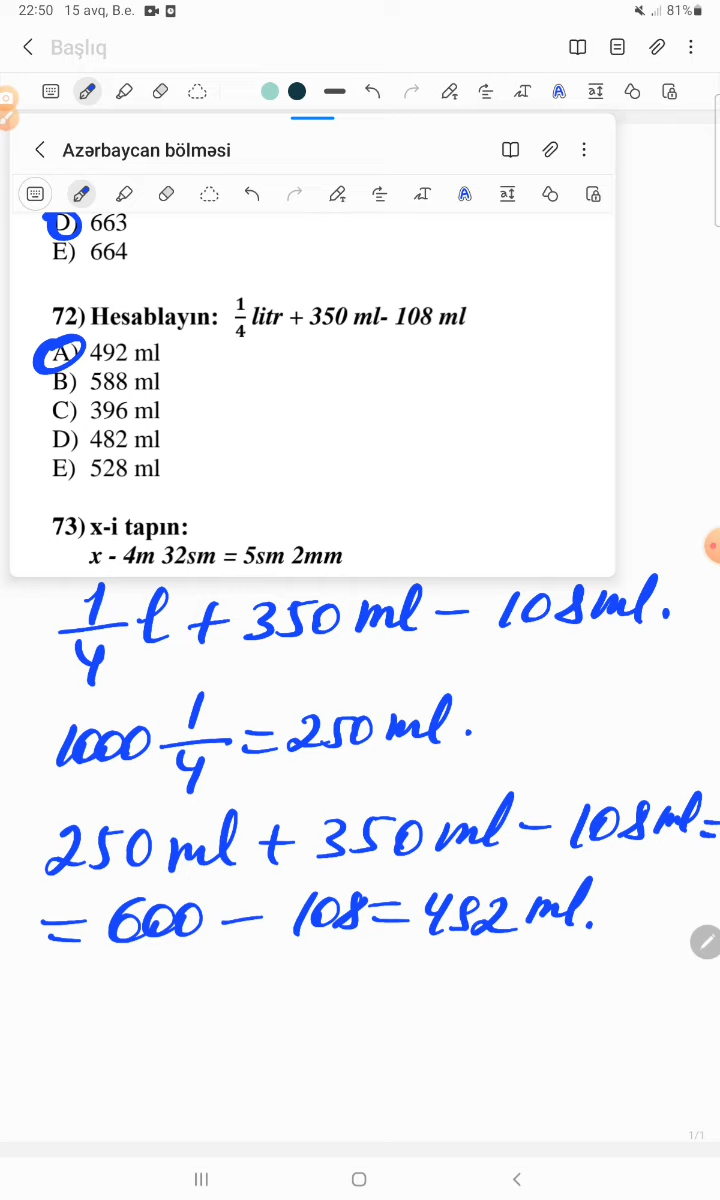 22:50 15 avq, B.e. 81%
Başlıq
Azərbaycan bölməsi
D) 663
E) 664
72) Hesablayın: 1/4 litr + 350 ml- 108 ml
A) 492 ml
B) 588 ml
C) 396 ml
D) 482 ml
E) 528 ml
73) x-i tapın:
x - 4m 32sm = 5sm 2mm
1/4 l + 350 ml - 108 ml.
1000 1/4 = 250 ml.
250 ml + 350 ml - 108 ml =
= 600 - 108 = 492 ml.
1/1